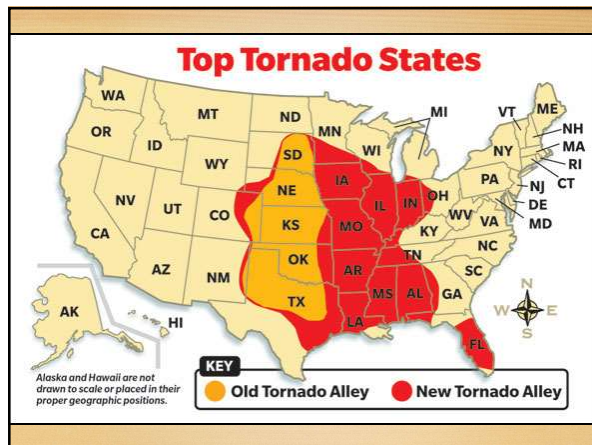 Top Tornado States
WA
MT
ND
MN
MI
VT
ME
OR
ID
WY
SD
WI
NY
NH
MA
RI
CT
NV
UT
CO
NE
IA
IL
IN
OH
PA
NJ
DE
MD
CA
KS
MO
KY
WV
VA
AZ
NM
OK
AR
TN
NC
TX
LA
MS
AL
GA
SC
FL
AK
HI
N
W E
S
Alaska and Hawaii are not
drawn to scale or placed in their
proper geographic positions.
KEY
Old Tornado Alley
New Tornado Alley